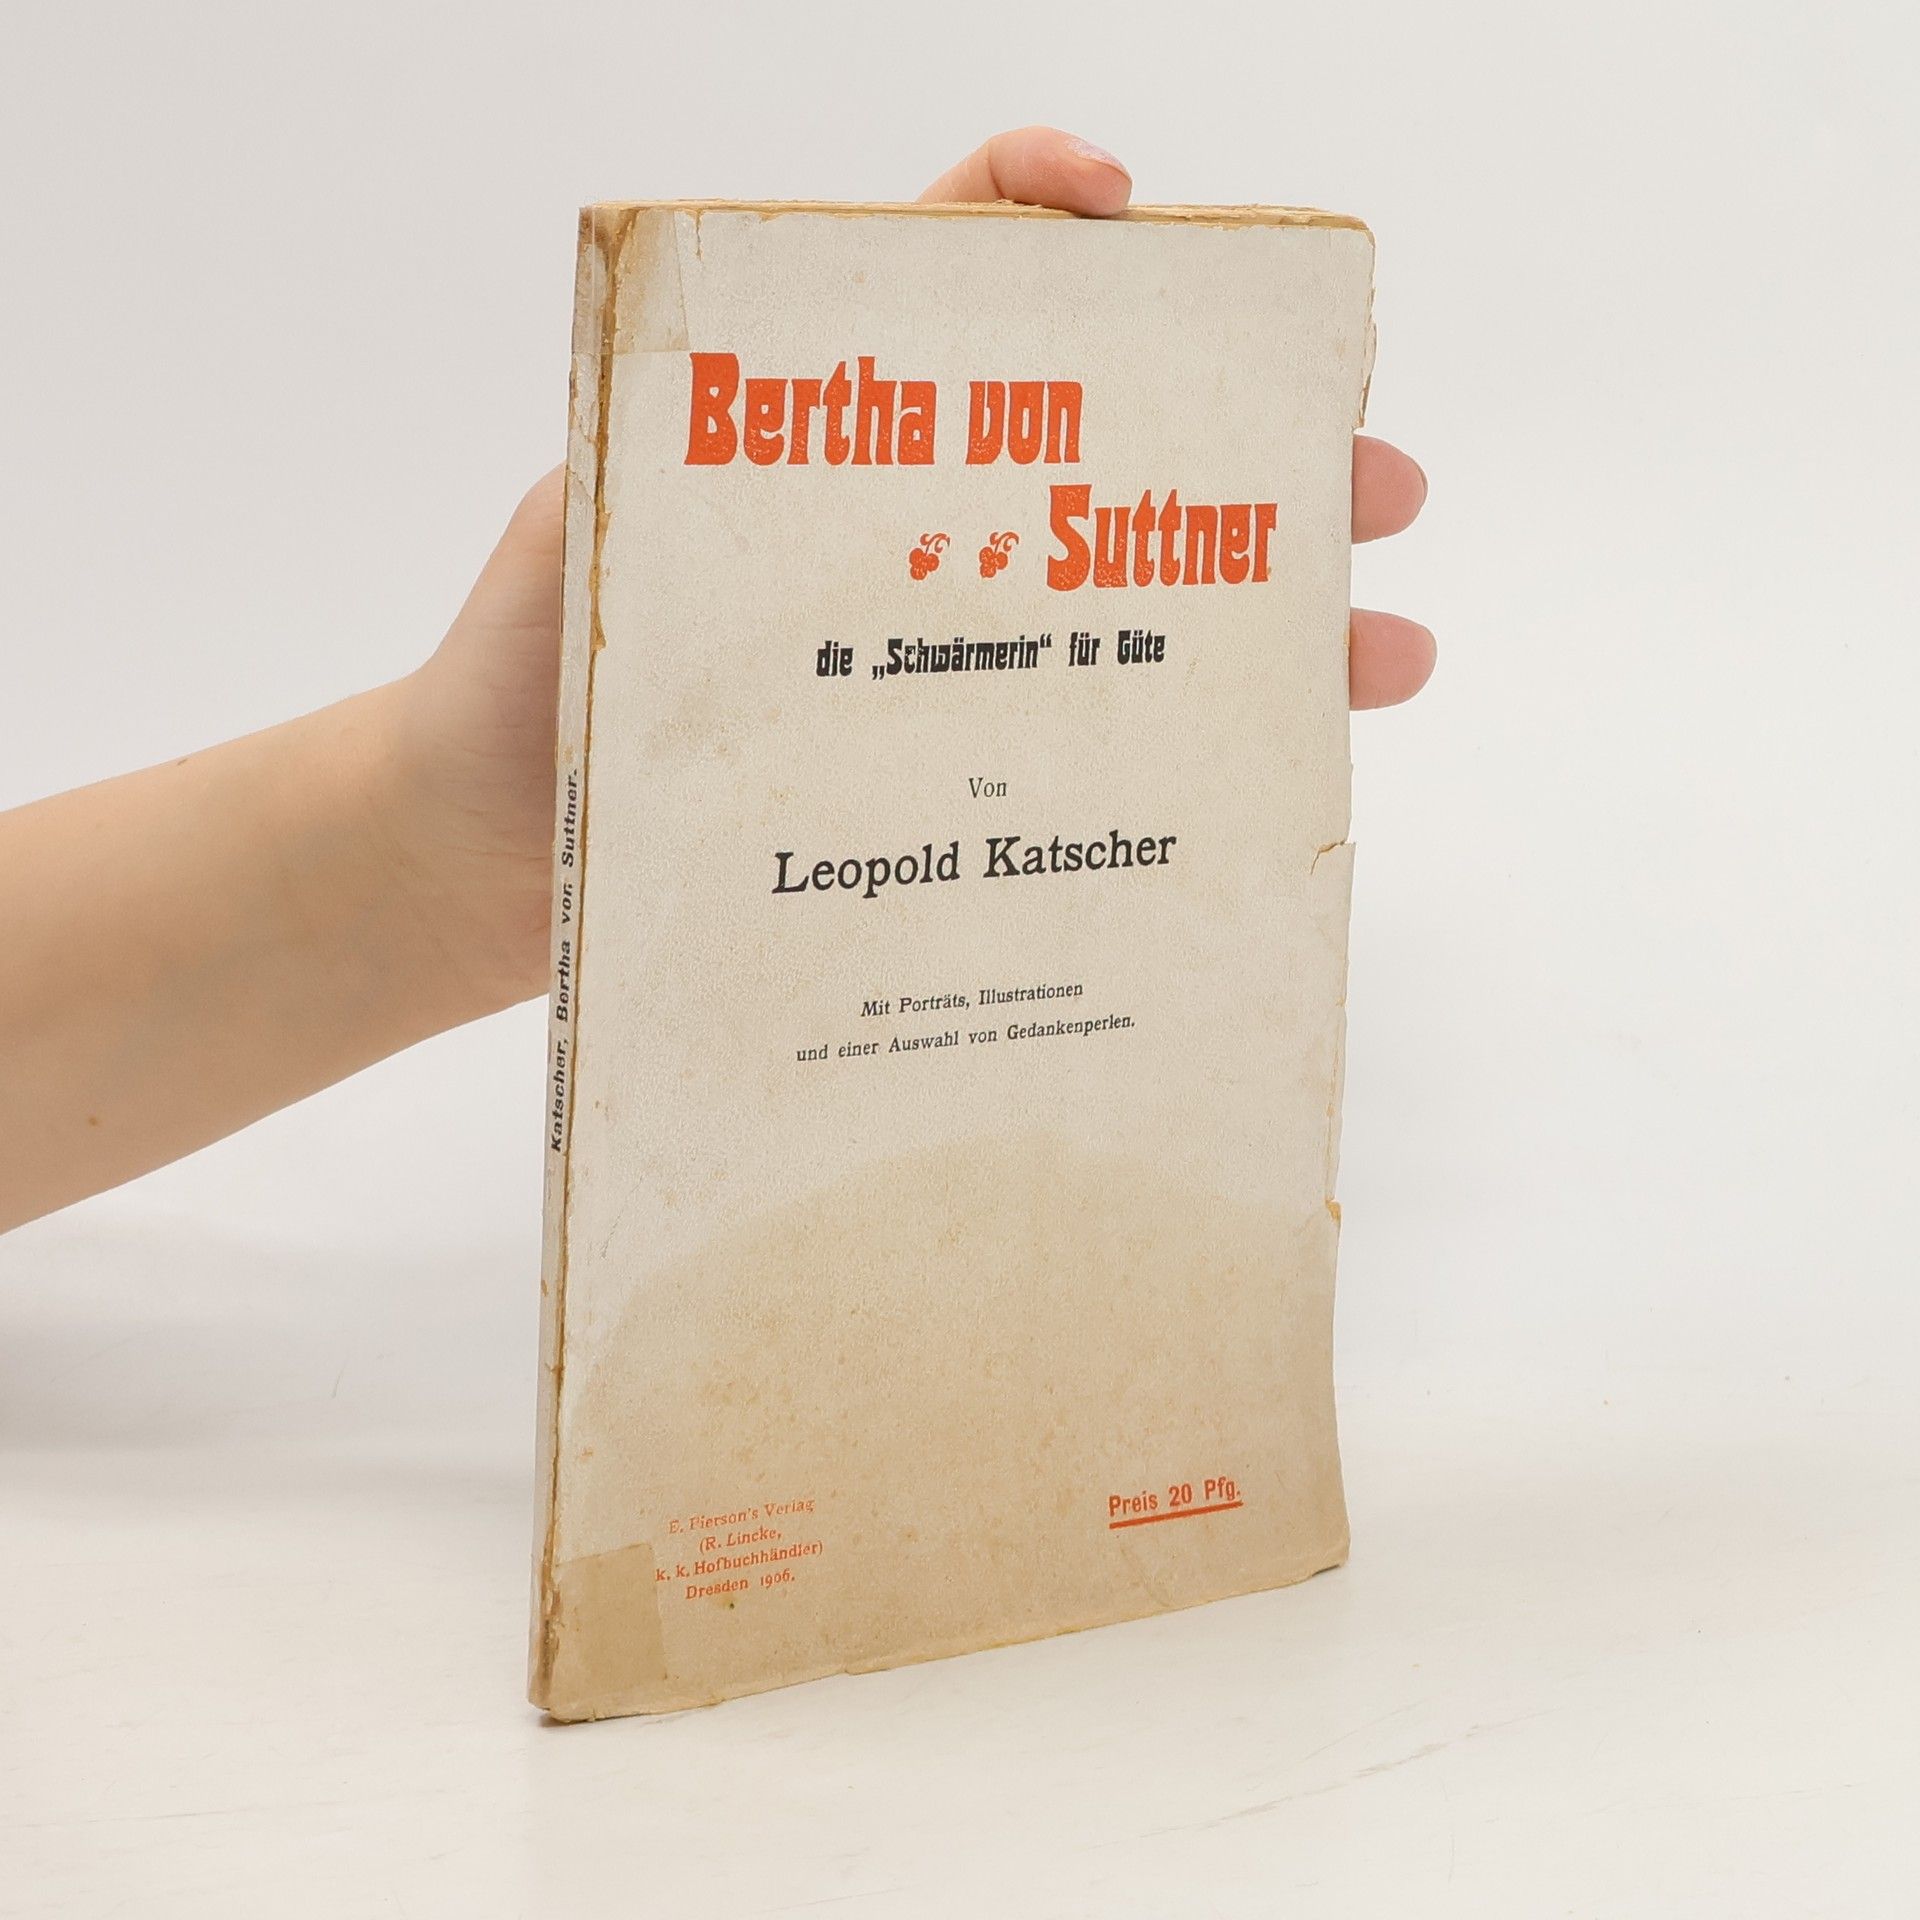 Bertha von
Suttner
die „Schwärmerin“ für Güte
Von
Leopold Katscher
Mit Porträts, Illustrationen
und einer Auswahl von Gedankenperlen.
E. Pierson's Verlag
(R. Lincke,
k. k. Hofbuchhändler)
Dresden 1906.
Preis 20 Pfg.
Katscher, Bertha von Suttner.